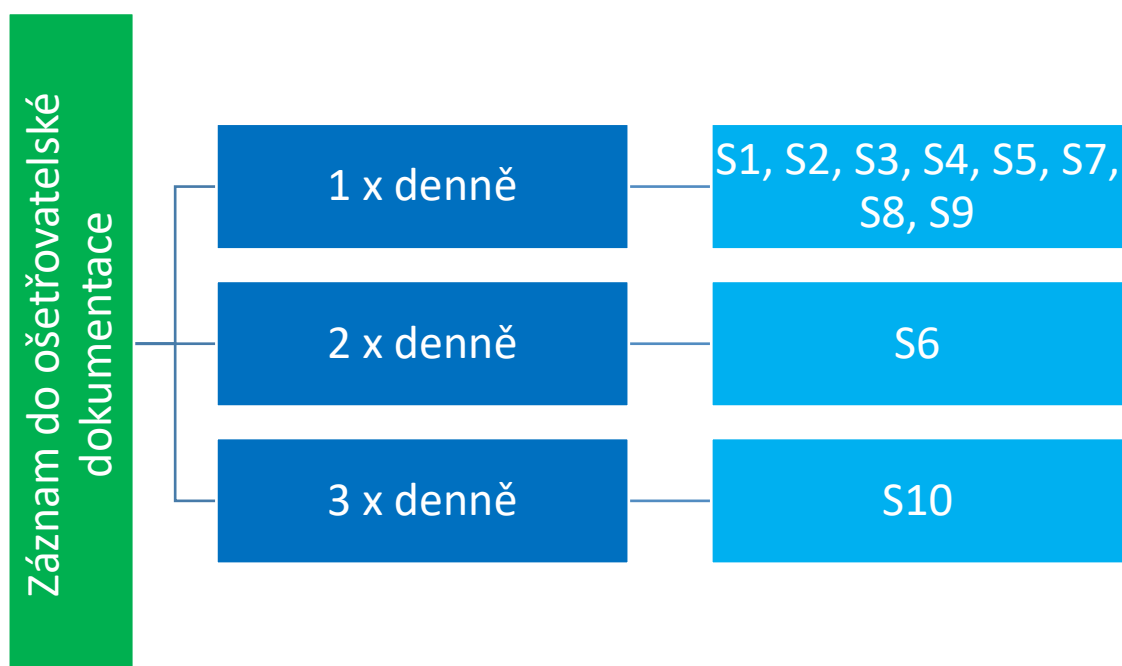 Záznam do ošetřovatelské
dokumentace
1 x denně
S1, S2, S3, S4, S5, S7,
S8, S9
2 x denně
S6
3 x denně
S10